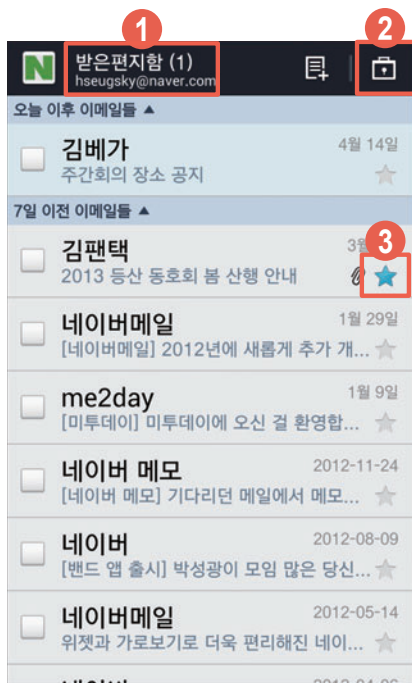 1
2
N
받은편지함 (1)
hseugsky@naver.com
오늘 이후 이메일들 ▲
김베가
4월 14일
주간회의 장소 공지
7일 이전 이메일들 ▲
김팬택
3
2013 등산 동호회 봄 산행 안내
네이버메일
1월 29일
[네이버메일] 2012년에 새롭게 추가 개...
me2day
1월 9일
[미투데이] 미투데이에 오신 걸 환영합...
네이버 메모
2012-11-24
[네이버 메모] 기다리던 메일에서 메모...
네이버
2012-08-09
[밴드 앱 출시] 박성광이 모임 많은 당신...
네이버메일
2012-05-14
위젯과 가로보기로 더욱 편리해진 네이...